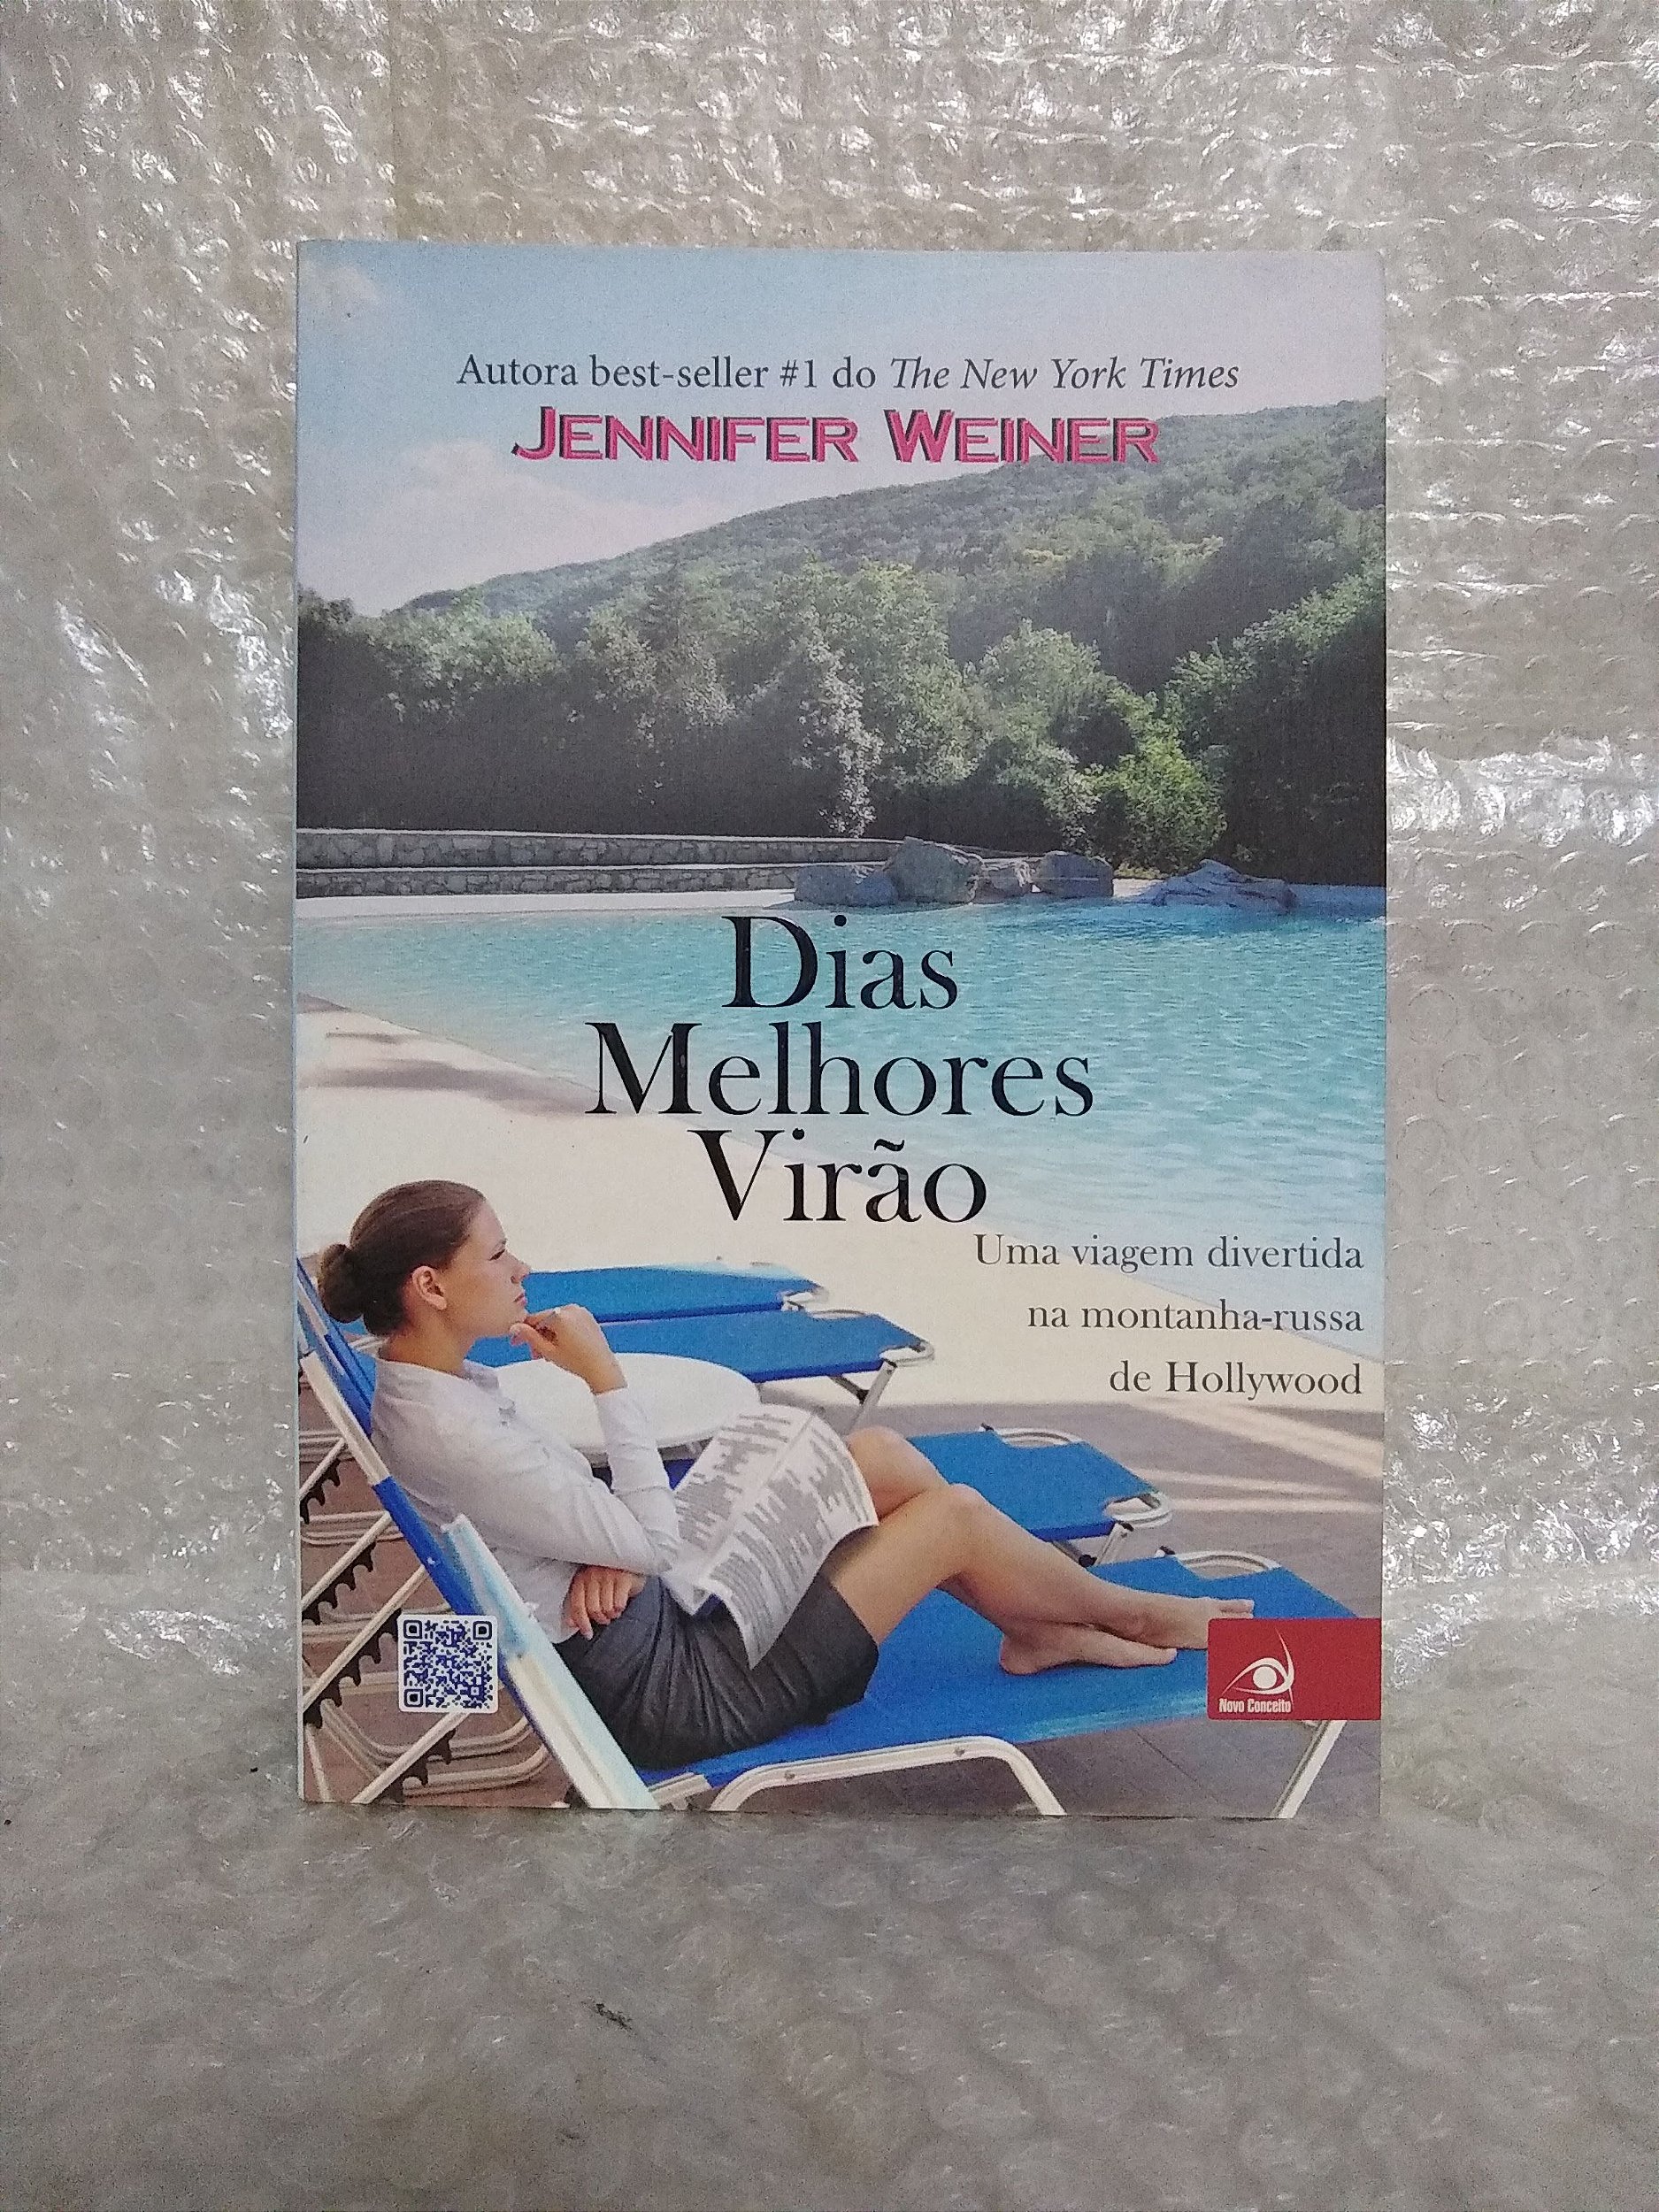 Autora best-seller #1 do The New York Times
JENNIFER WEINER
Dias
Melhores
Virão
Uma viagem divertida
na montanha-russa
de Hollywood
Novo Conceito